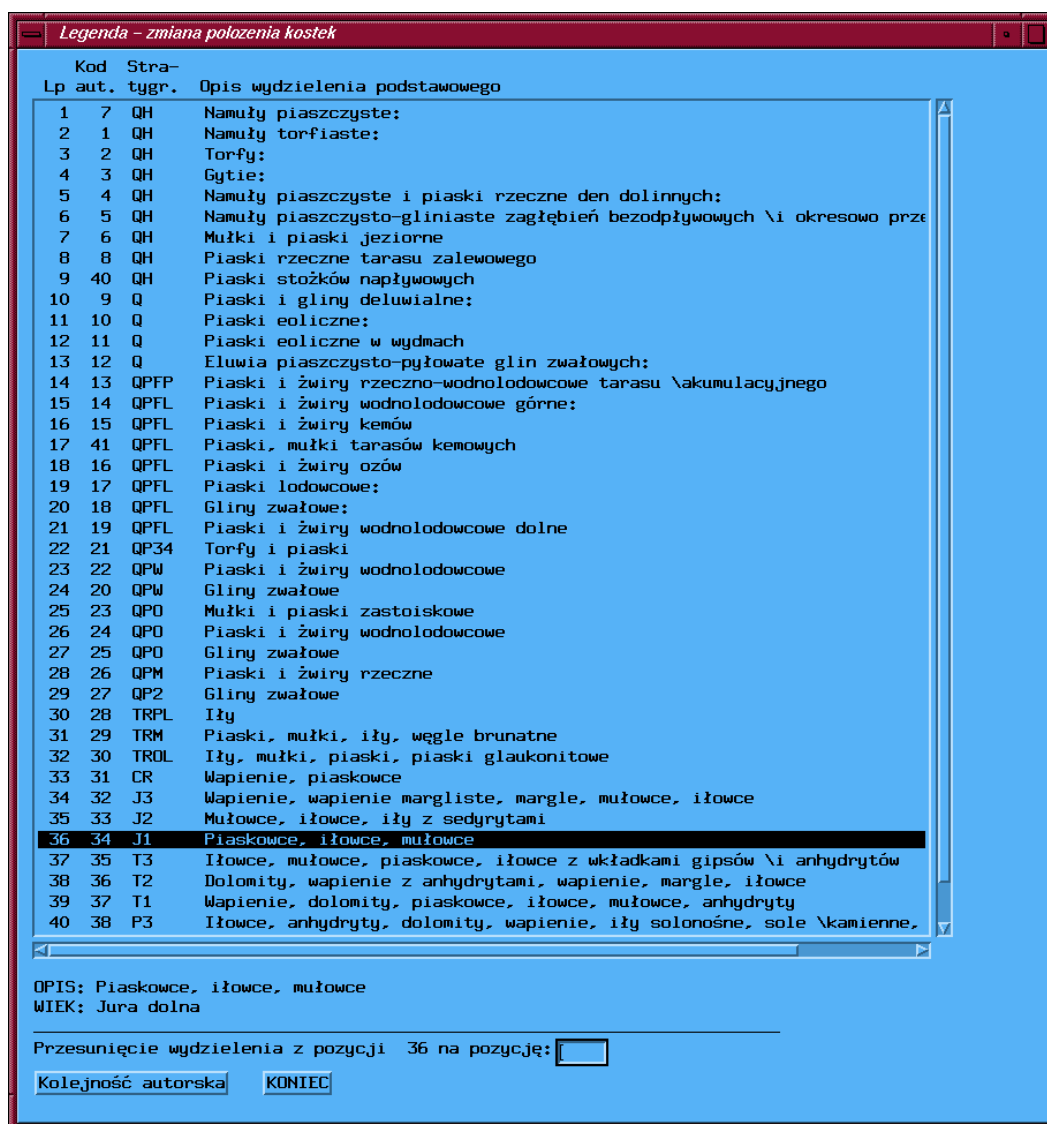 Legenda – zmiana polozenia kostek
Kod Stra-
Lp aut. tygr. Opis wydzielenia podstawowego
1 7 QH Namuły piaszczyste:
2 1 QH Namuły torfiaste:
3 2 QH Torfy:
4 3 QH Gytie:
5 4 QH Namuły piaszczyste i piaski rzeczne den dolinnych:
6 5 QH Namuły piaszczysto-gliniaste zagłębień bezodpływowych \i okresowo prze
7 6 QH Mułki i piaski jeziorne
8 8 QH Piaski rzeczne tarasu zalewowego
9 40 QH Piaski stożków napływowych
10 9 Q Piaski i gliny deluwialne:
11 10 Q Piaski eoliczne:
12 11 Q Piaski eoliczne w wydmach
13 12 Q Eluwia piaszczysto-pyłowate glin zwałowych:
14 13 QPFP Piaski i żwiry rzeczno-wodnolodowcowe tarasu \akumulacyjnego
15 14 QPFL Piaski i żwiry wodnolodowcowe górne:
16 15 QPFL Piaski i żwiry kemów
17 41 QPFL Piaski, mułki tarasów kemowych
18 16 QPFL Piaski i żwiry ozów
19 17 QPFL Piaski lodowcowe:
20 18 QPFL Gliny zwałowe:
21 19 QPFL Piaski i żwiry wodnolodowcowe dolne
22 21 QP34 Torfy i piaski
23 22 QPW Piaski i żwiry wodnolodowcowe
24 20 QPW Gliny zwałowe
25 23 QPO Mułki i piaski zastoiskowe
26 24 QPO Piaski i żwiry wodnolodowcowe
27 25 QPO Gliny zwałowe
28 26 QPM Piaski i żwiry rzeczne
29 27 QP2 Gliny zwałowe
30 28 TRPL Iły
31 29 TRM Piaski, mułki, iły, węgle brunatne
32 30 TROL Iły, mułki, piaski, piaski glaukonitowe
33 31 CR Wapienie, piaskowce
34 32 J3 Wapienie, wapienie margliste, margle, mułowce, iłowce
35 33 J2 Mułowce, iłowce, iły z sedyrytami
36 34 J1 Piaskowce, iłowce, mułowce
37 35 T3 Iłowce, mułowce, piaskowce, iłowce z wkładkami gipsów \i anhydrytów
38 36 T2 Dolomity, wapienie z anhydrytami, wapienie, margle, iłowce
39 37 T1 Wapienie, dolomity, piaskowce, iłowce, mułowce, anhydryty
40 38 P3 Iłowce, anhydryty, dolomity, wapienie, iły solonośne, sole \kamienne,
OPIS: Piaskowce, iłowce, mułowce
WIEK: Jura dolna
Przesunięcie wydzielenia z pozycji 36 na pozycję:
Kolejność autorska KONIEC